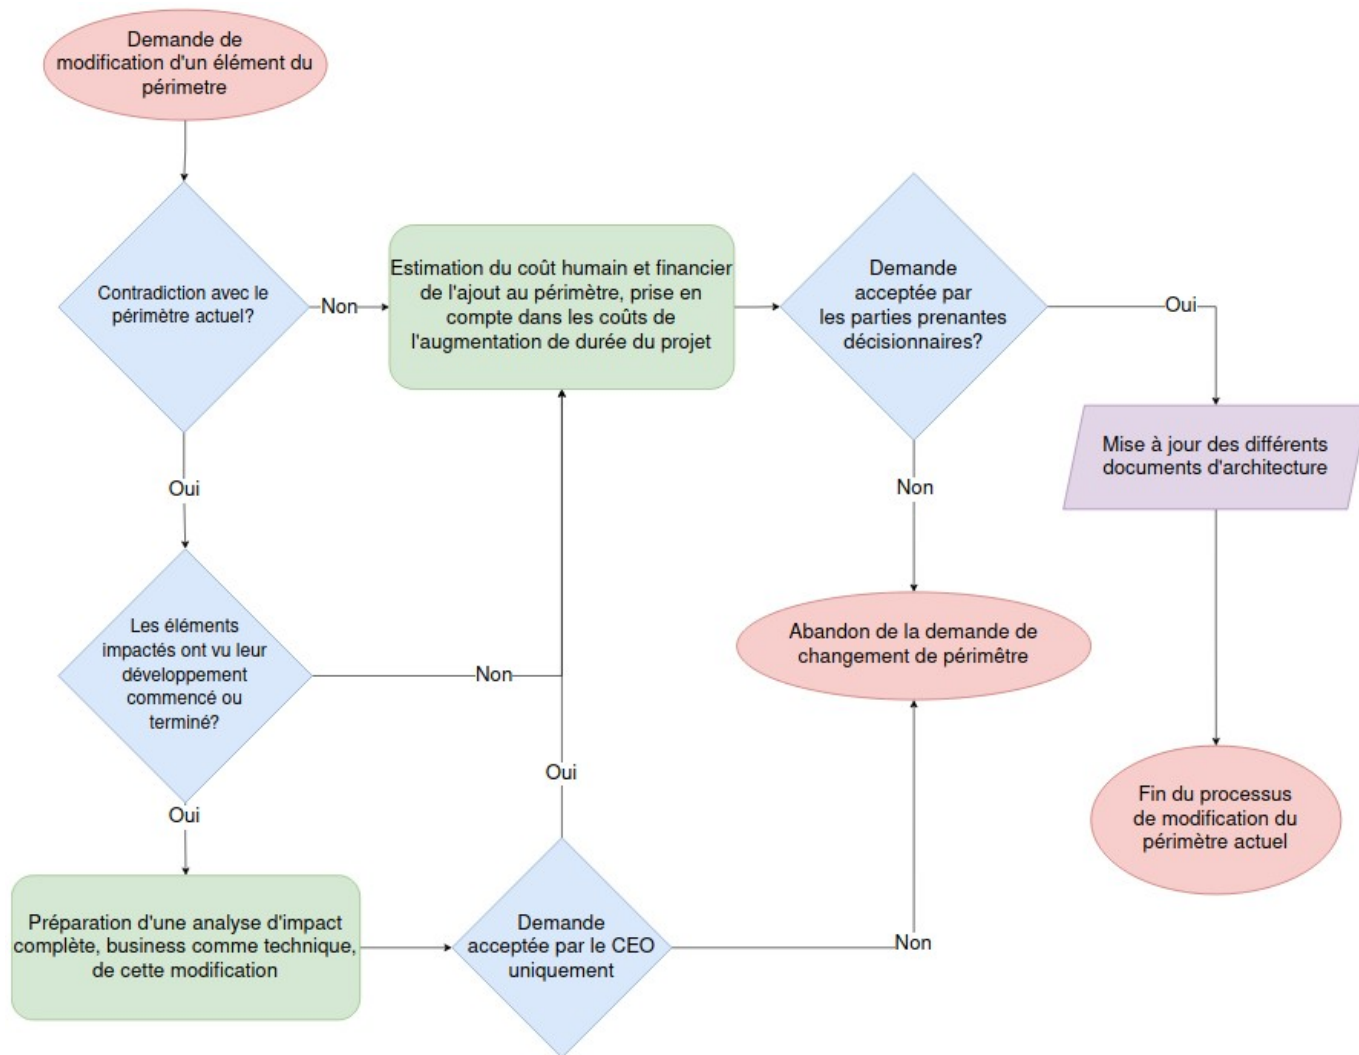 Demande de
modification d'un élément du
périmetre
Contradiction avec le
périmètre actuel?
Non
Estimation du coût humain et financier
de l'ajout au périmètre, prise en
compte dans les coûts de
l'augmentation de durée du projet
Demande
acceptée par
les parties prenantes
décisionnaires?
Oui
Mise à jour des différents
documents d'architecture
Oui
Non
Les éléments
impactés ont vu leur
développement
commencé ou
terminé?
Non
Abandon de la demande de
changement de périmêtre
Oui
Oui
Fin du processus
de modification du
périmètre actuel
Préparation d'une analyse d'impact
complète, business comme technique,
de cette modification
Demande
acceptée par le CEO
uniquement
Non